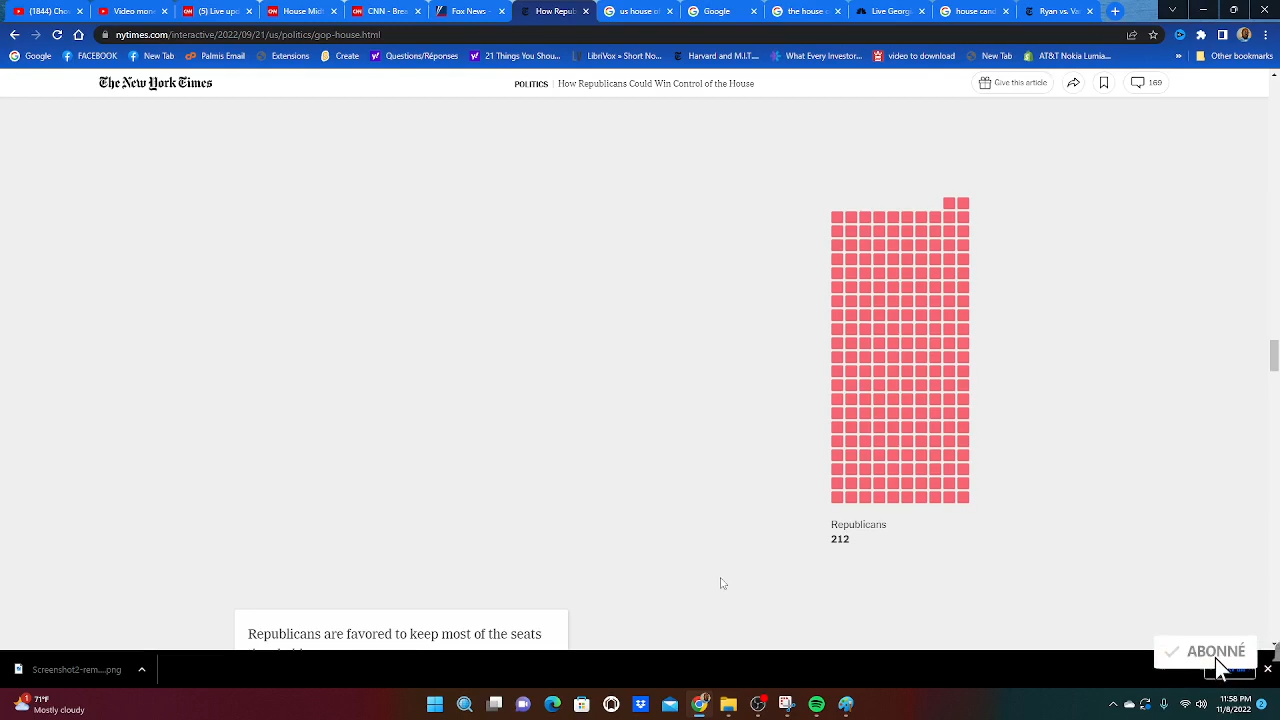 (1844) Cho
Video mon
(5) Live up
House Mid
CNN - Brea
Fox News -
How Repub
us house pl
Google
the house
Live Georgi
house cand
Ryan vs. Va
nytimes.com/interactive/2022/09/21/us/politics/gop-house.html
Google
FACEBOOK
New Tab
Palmis Email
Extensions
Create
Questions/Réponses
21 Things You Shou...
LibriVox » Short No...
Harvard and M.I.T...
What Every Investor...
video to download
New Tab
AT&T Nokia Lumia...
»
Other bookmarks
The New York Times
POLITICS | How Republicans Could Win Control of the House
Give this article
169
Republicans
212
Republicans are favored to keep most of the seats
ABONNÉ
Screenshot2-rem....png
71°F
Mostly cloudy
11:58 PM
11/8/2022